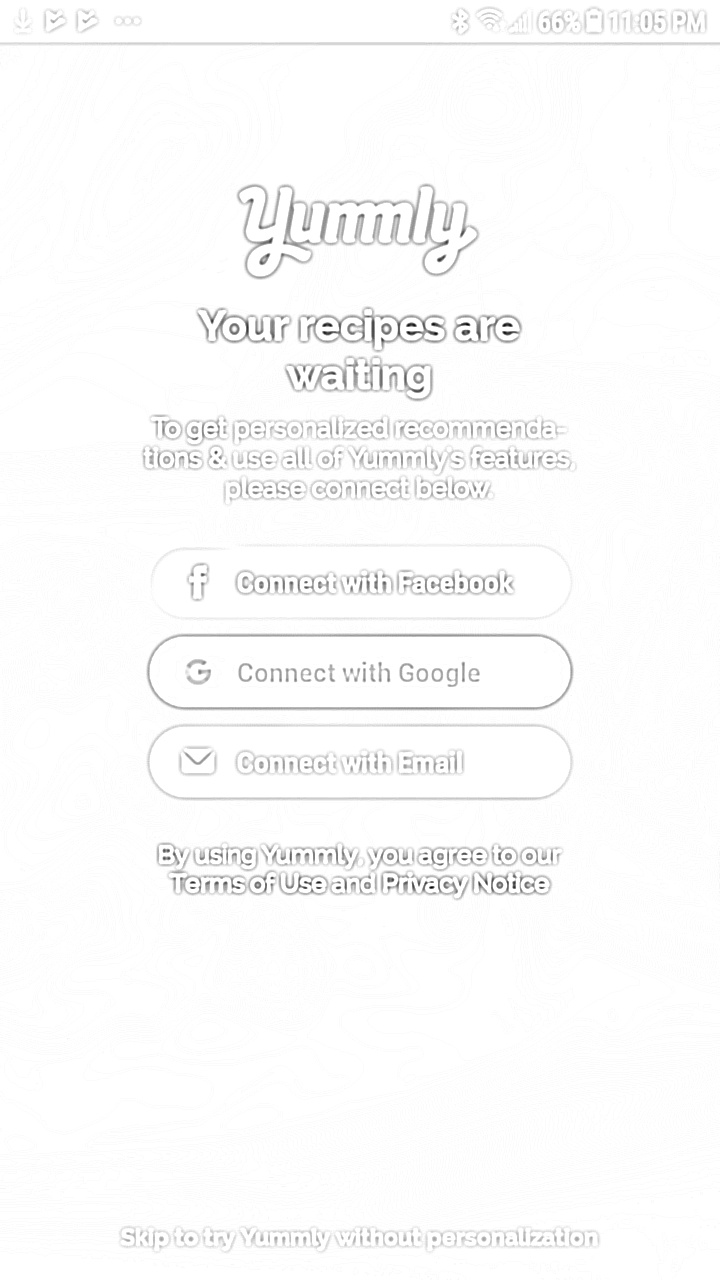 66% 11:05 PM
Yummly
Your recipes are
waiting
To get personalized recommenda-
tions & use all of Yummly's features,
please connect below.
f Connect with Facebook
G Connect with Google
Connect with Email
By using Yummly, you agree to our
Terms of Use and Privacy Notice
Skip to try Yummly without personalization